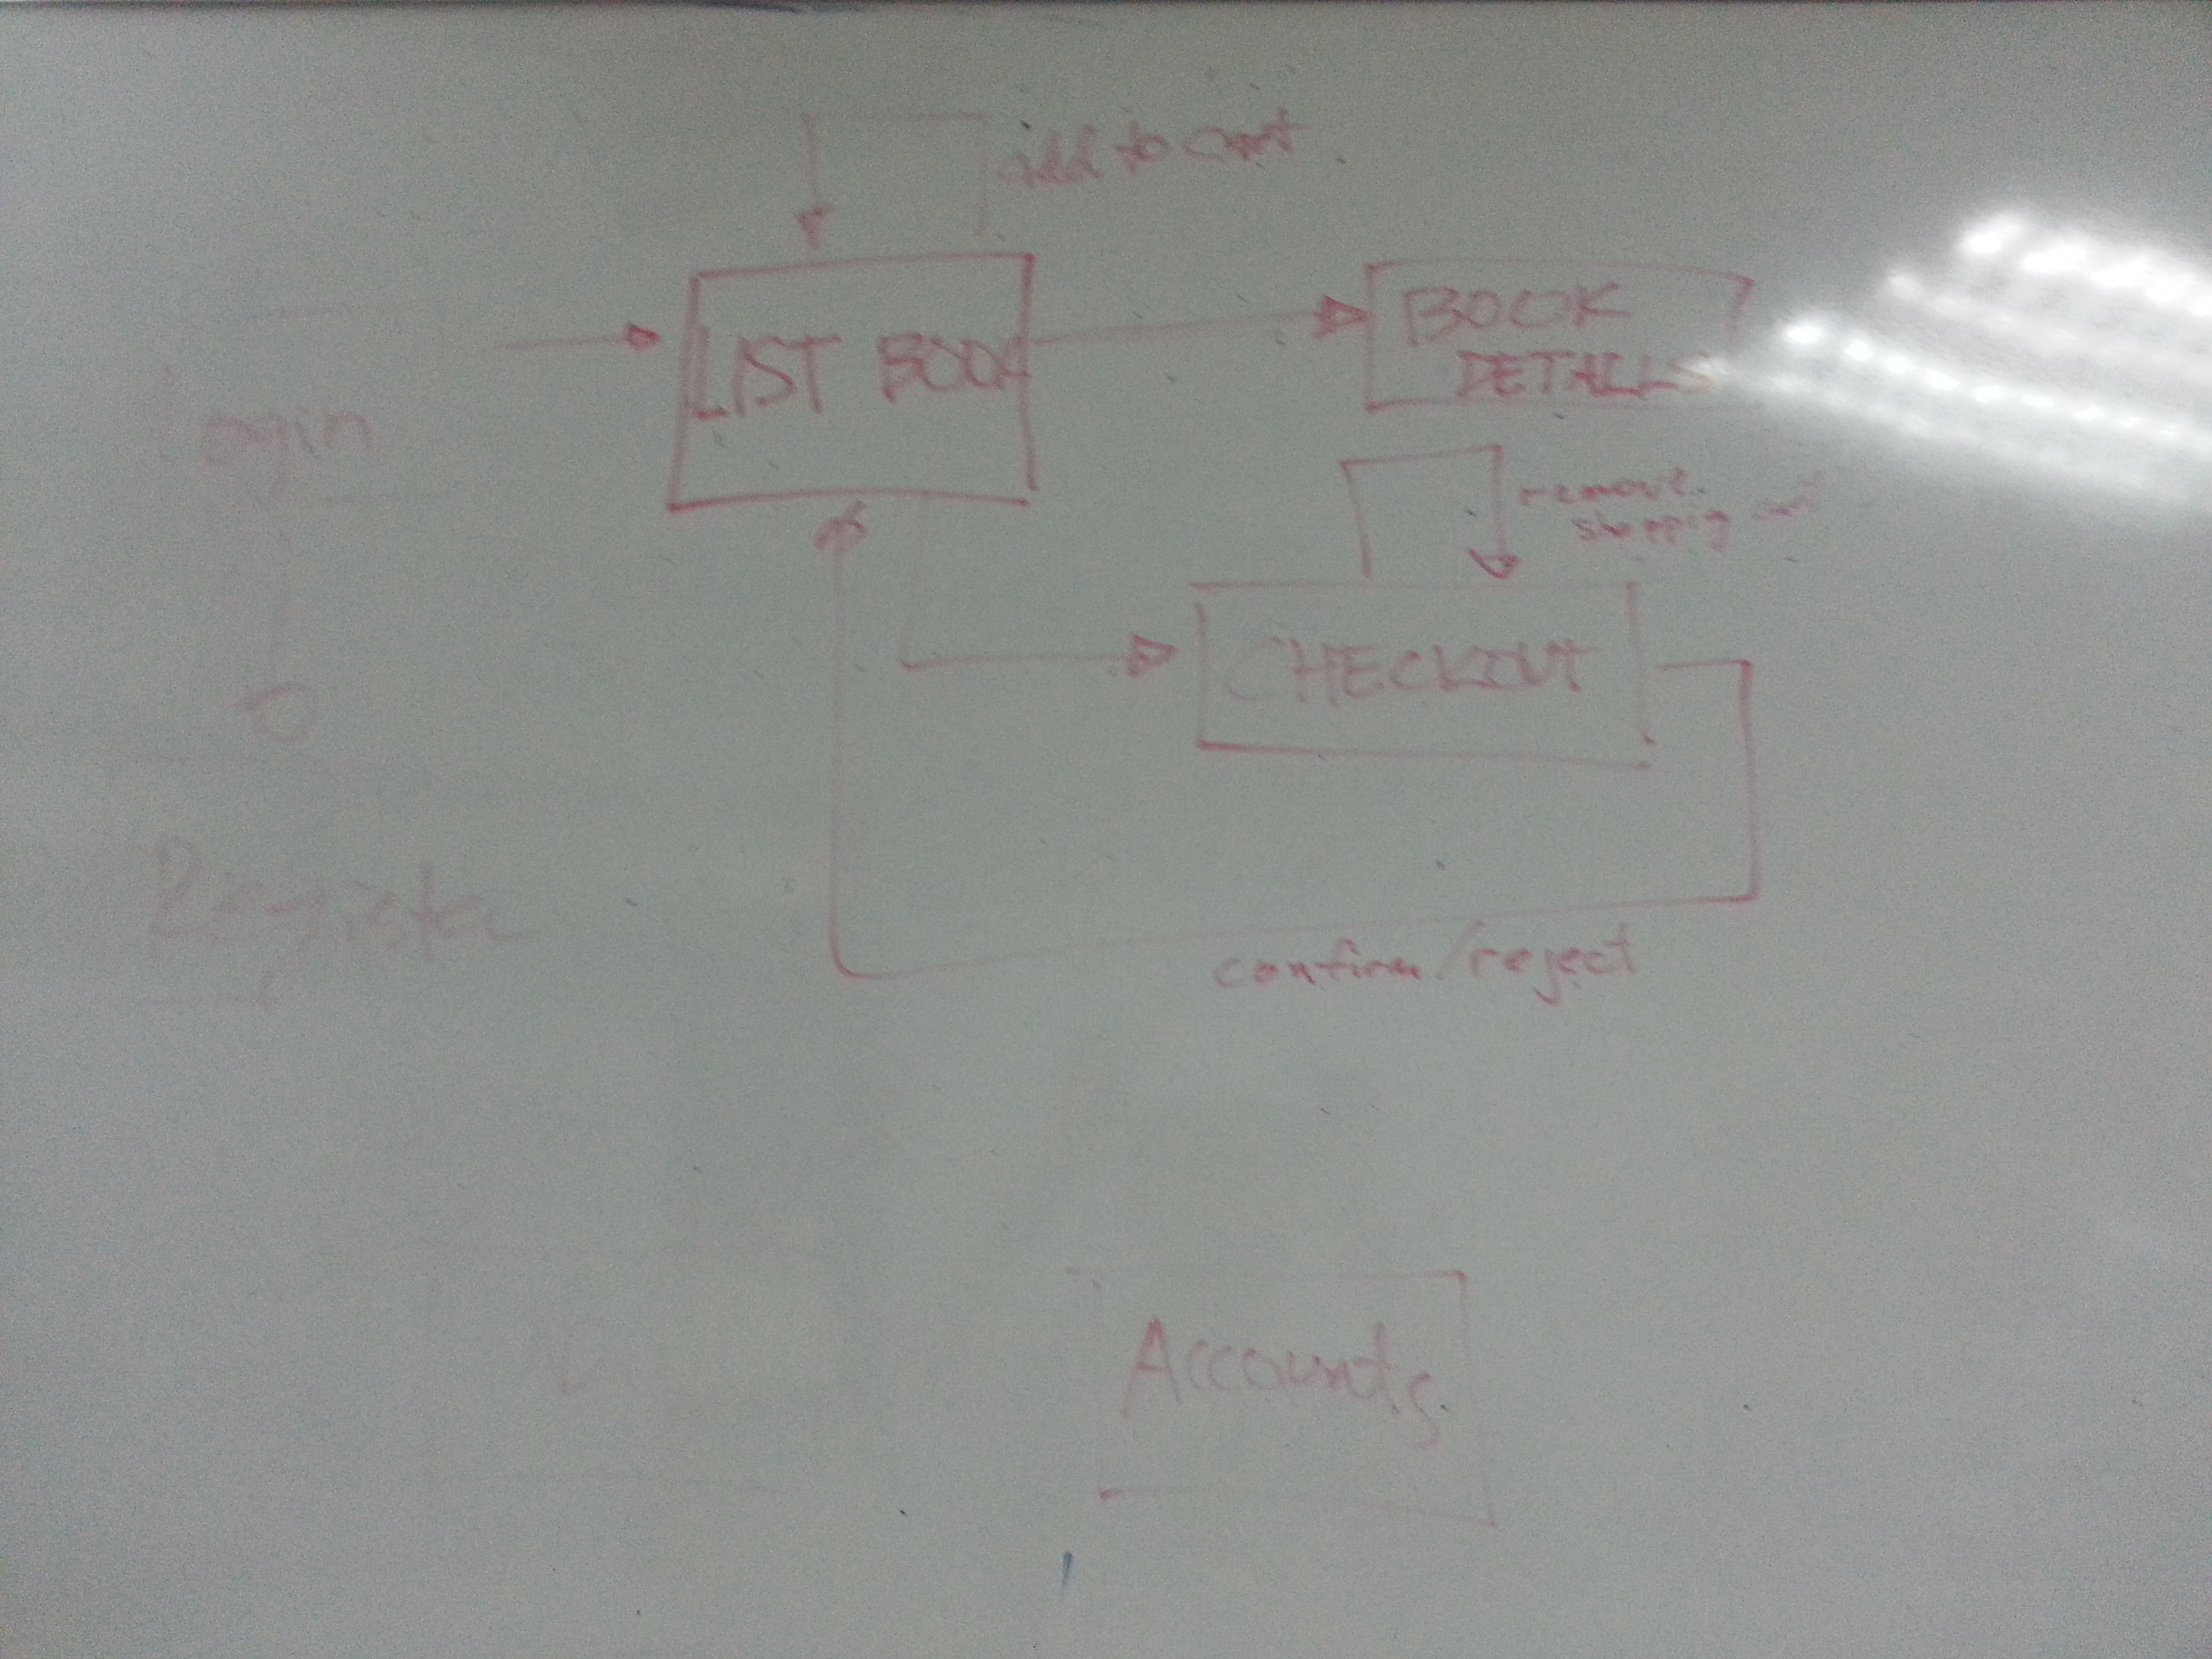 add to cart
LIST BOOK
BOOK
DETAILS
Login
remove
shopping cart
CHECKOUT
Register
confirm/reject
Accounts